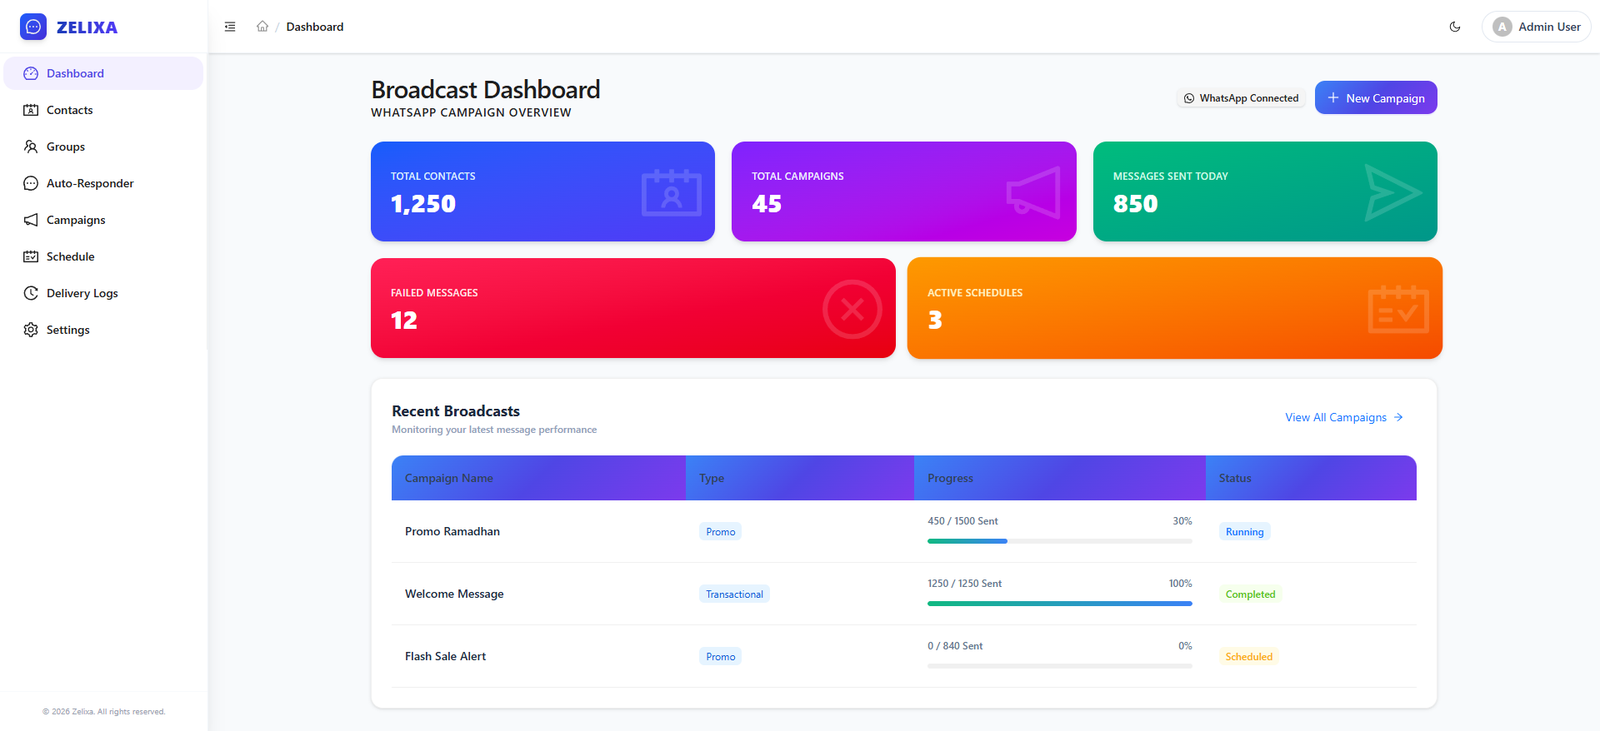 ZELIXA
Dashboard
Contacts
Groups
Auto-Responder
Campaigns
Schedule
Delivery Logs
Settings
© 2026 Zelixa. All rights reserved.
/ Dashboard
A Admin User
Broadcast Dashboard
WHATSAPP CAMPAIGN OVERVIEW
WhatsApp Connected
+ New Campaign
TOTAL CONTACTS
1,250
TOTAL CAMPAIGNS
45
MESSAGES SENT TODAY
850
FAILED MESSAGES
12
ACTIVE SCHEDULES
3
Recent Broadcasts
Monitoring your latest message performance
View All Campaigns →
Campaign Name Type Progress Status
Promo Ramadhan Promo 450 / 1500 Sent 30% Running
Welcome Message Transactional 1250 / 1250 Sent 100% Completed
Flash Sale Alert Promo 0 / 840 Sent 0% Scheduled